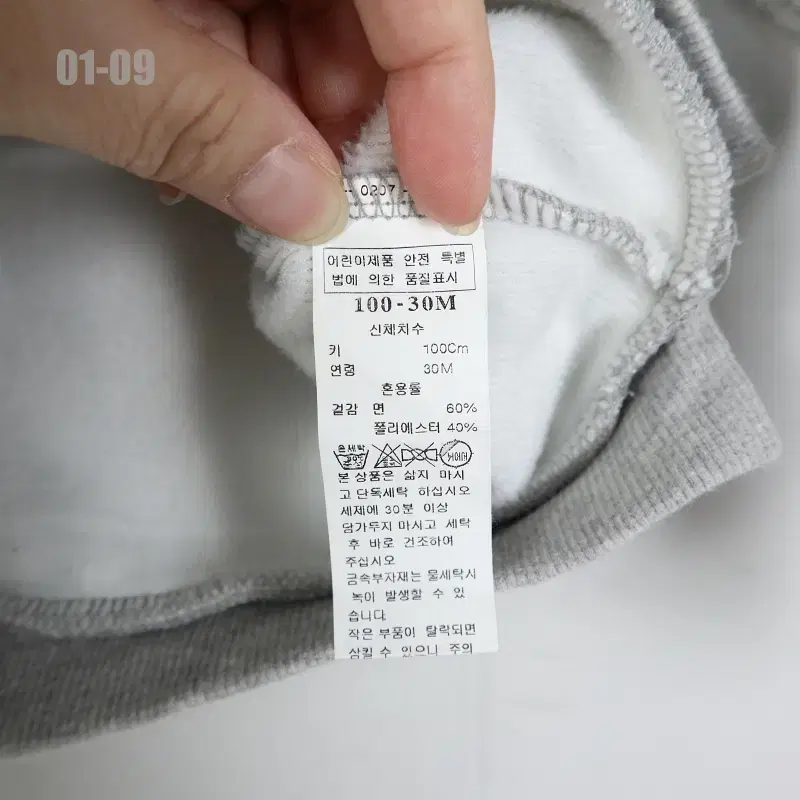 01-09
-- 0207 -
어린이제품 안전 특별
법에 의한 품질표시
100-30M
신체치수
키 100Cm
연령 30M
혼용률
겉감 면 60%
폴리에스터 40%
손세탁
본 상품은 삶지 마시
고 단독세탁 하십시오
세제에 30분 이상
담가두지 마시고 세탁
후 바로 건조하여
주십시오
금속부자재는 물세탁시
녹이 발생할 수 있
습니다
작은 부품이 탈락되면
삼킬 수 있으니 주의